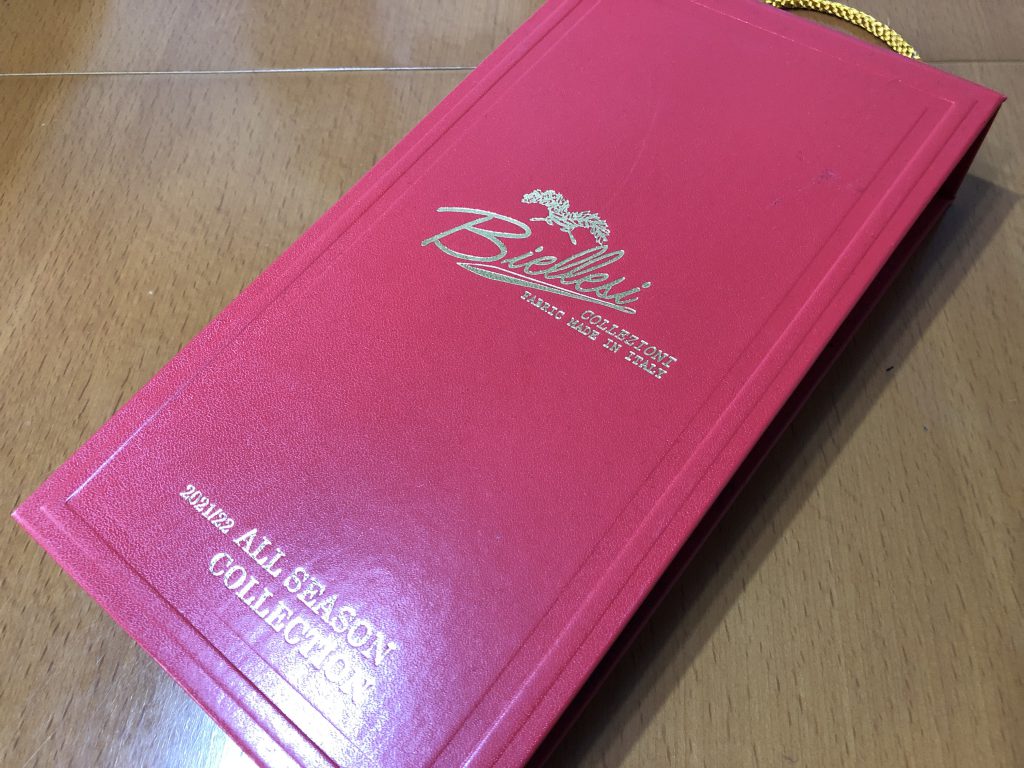 Biellesi
COLLEZIONI
FABRIC MADE IN ITALY
2021/22 ALL SEASON
COLLECTION